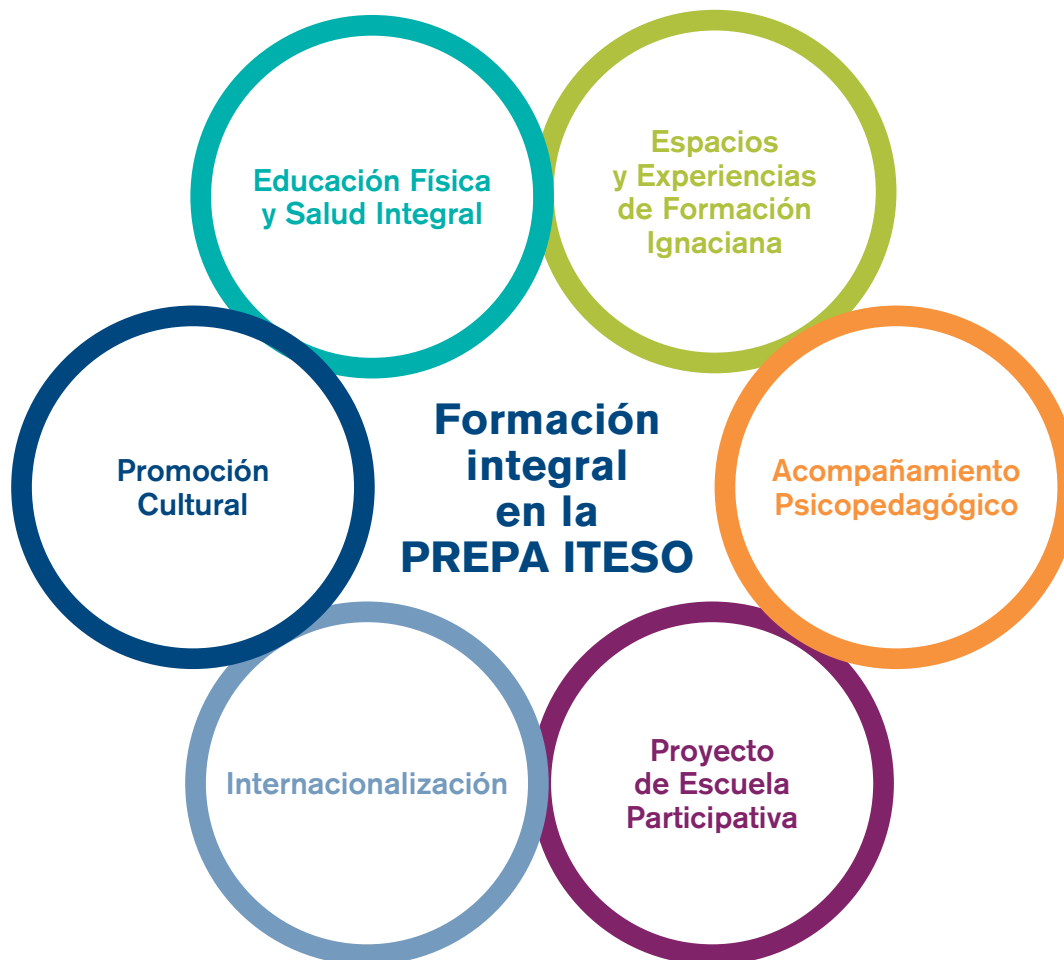 Educación Física
y Salud Integral
Espacios
y Experiencias
de Formación
Ignaciana
Promoción
Cultural
Formación
integral
en la
PREPA ITESO
Acompañamiento
Psicopedagógico
Internacionalización
Proyecto
de Escuela
Participativa